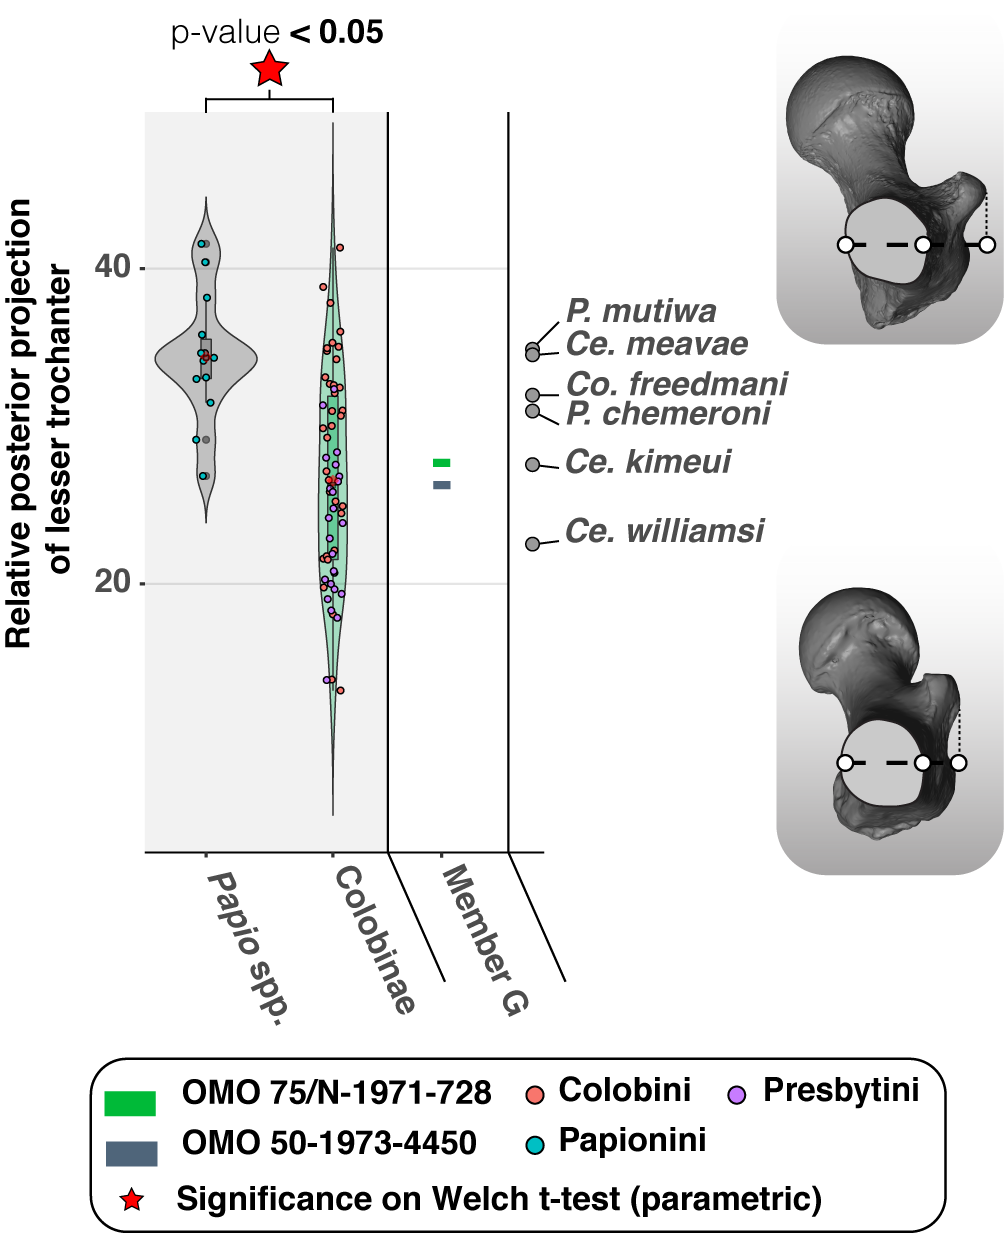 p-value < 0.05
Relative posterior projection
of lesser trochanter
40
20
P. mutiwa
Ce. meavae
Co. freedmani
P. chemeroni
Ce. kimeui
Ce. williamsi
Papio spp.
Colobinae
Member G
OMO 75/N-1971-728
Colobini
Presbytini
OMO 50-1973-4450
Papionini
Significance on Welch t-test (parametric)